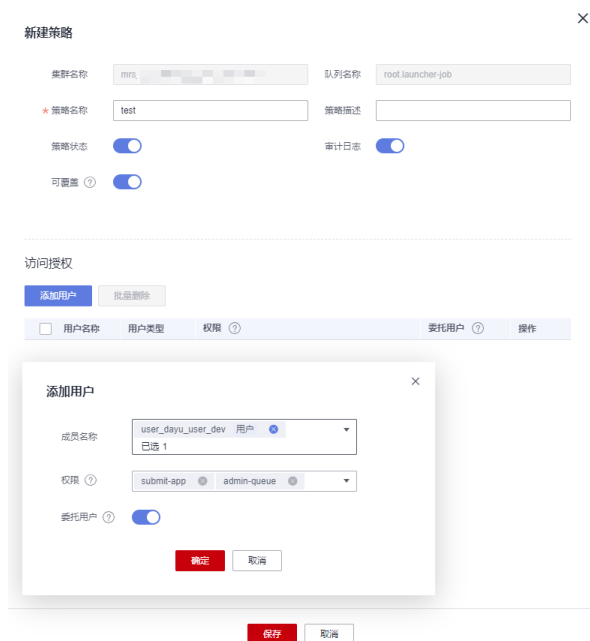 新建策略
集群名称 mrs_ 队列名称 root.launcher-job
* 策略名称 test 策略描述
策略状态 审计日志
可覆盖 ?
访问授权
添加用户 批量删除
用户名称 用户类型 权限 ? 委托用户 ? 操作
添加用户
成员名称 user_dayu_user_dev 用户
已选 1
权限 ? submit-app admin-queue
委托用户 ?
确定 取消
保存 取消